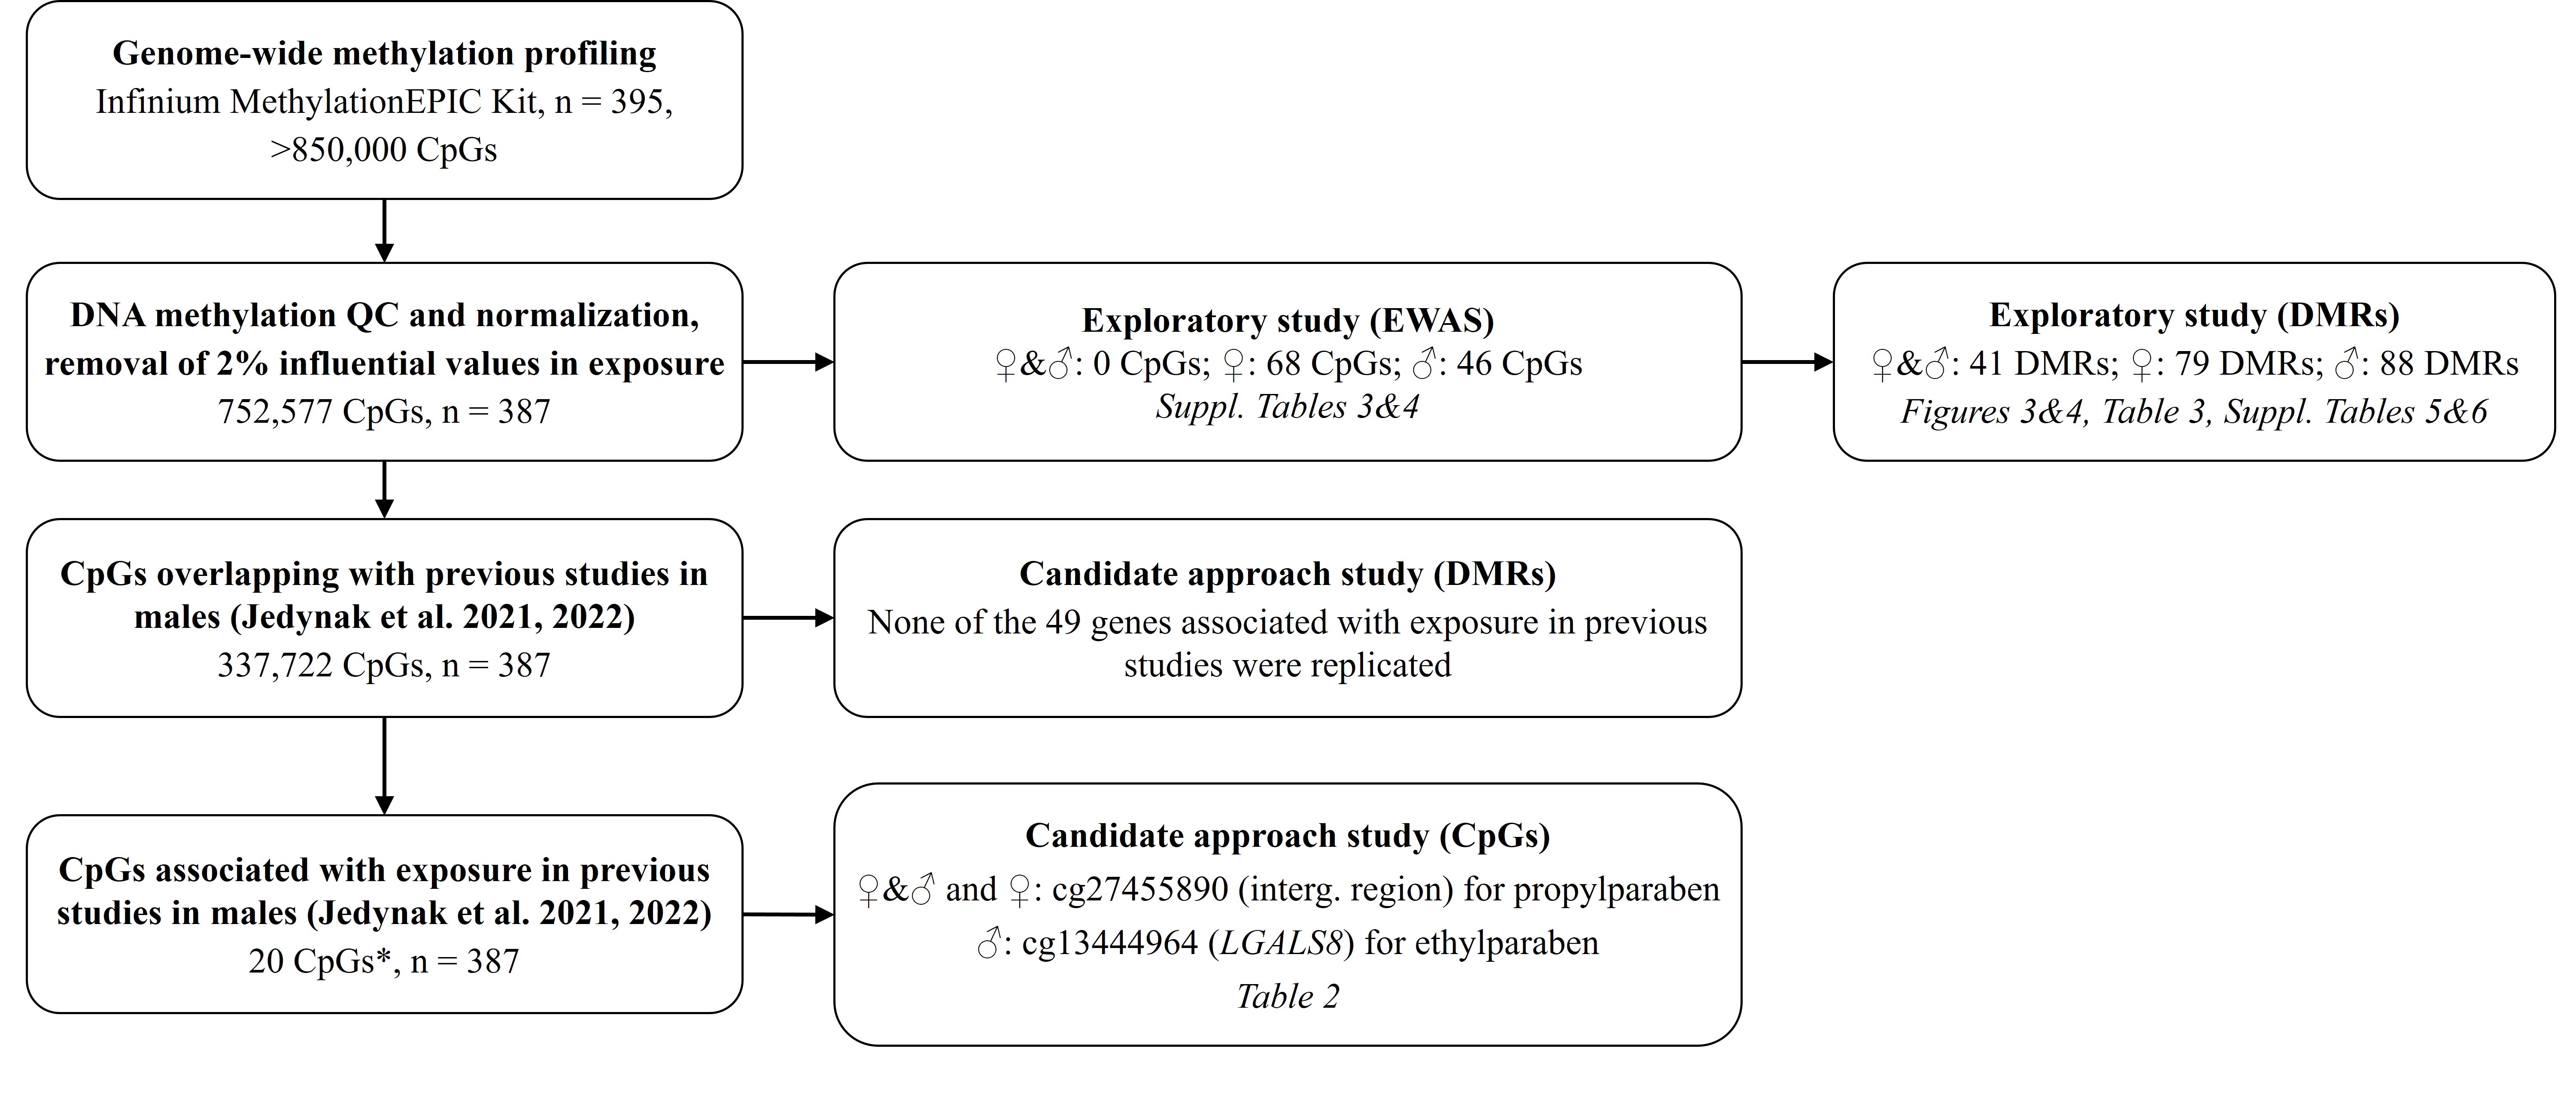 Genome-wide methylation profiling
Infinium MethylationEPIC Kit, n = 395,
>850,000 CpGs
DNA methylation QC and normalization,
removal of 2% influential values in exposure
752,577 CpGs, n = 387
Exploratory study (EWAS)
♀&♂: 0 CpGs; ♀: 68 CpGs; ♂: 46 CpGs
Suppl. Tables 3&4
Exploratory study (DMRs)
♀&♂: 41 DMRs; ♀: 79 DMRs; ♂: 88 DMRs
Figures 3&4, Table 3, Suppl. Tables 5&6
CpGs overlapping with previous studies in
males (Jedynak et al. 2021, 2022)
337,722 CpGs, n = 387
Candidate approach study (DMRs)
None of the 49 genes associated with exposure in previous
studies were replicated
CpGs associated with exposure in previous
studies in males (Jedynak et al. 2021, 2022)
20 CpGs*, n = 387
Candidate approach study (CpGs)
♀&♂ and ♀: cg27455890 (interg. region) for propylparaben
♂: cg13444964 (LGALS8) for ethylparaben
Table 2